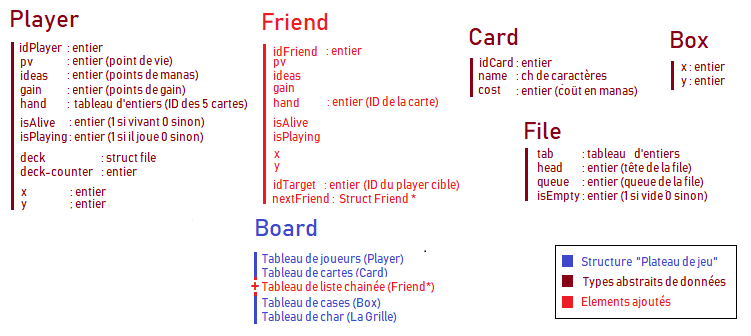 Player
idPlayer : entier
pv : entier (point de vie)
ideas : entier (points de manas)
gain : entier (points de gain)
hand : tableau d'entiers (ID des 5 cartes)
isAlive : entier (1 si vivant 0 sinon)
isPlaying : entier (1 si il joue 0 sinon)
deck : struct file
deck-counter : entier
x : entier
y : entier
Friend
idFriend : entier
pv
ideas
gain
hand : entier (ID de la carte)
isAlive
isPlaying
x
y
idTarget : entier (ID du player cible)
nextFriend : Struct Friend *
Card
idCard : entier
name : ch de caractères
cost : entier (coût en manas)
Box
x : entier
y : entier
File
tab : tableau d'entiers
head : entier (tête de la file)
queue : entier (queue de la file)
isEmpty : entier (1 si vide 0 sinon)
Board
Tableau de joueurs (Player)
Tableau de cartes (Card)
+ Tableau de liste chainée (Friend*)
Tableau de cases (Box)
Tableau de char (La Grille)
Structure "Plateau de jeu"
Types abstraits de données
Elements ajoutés